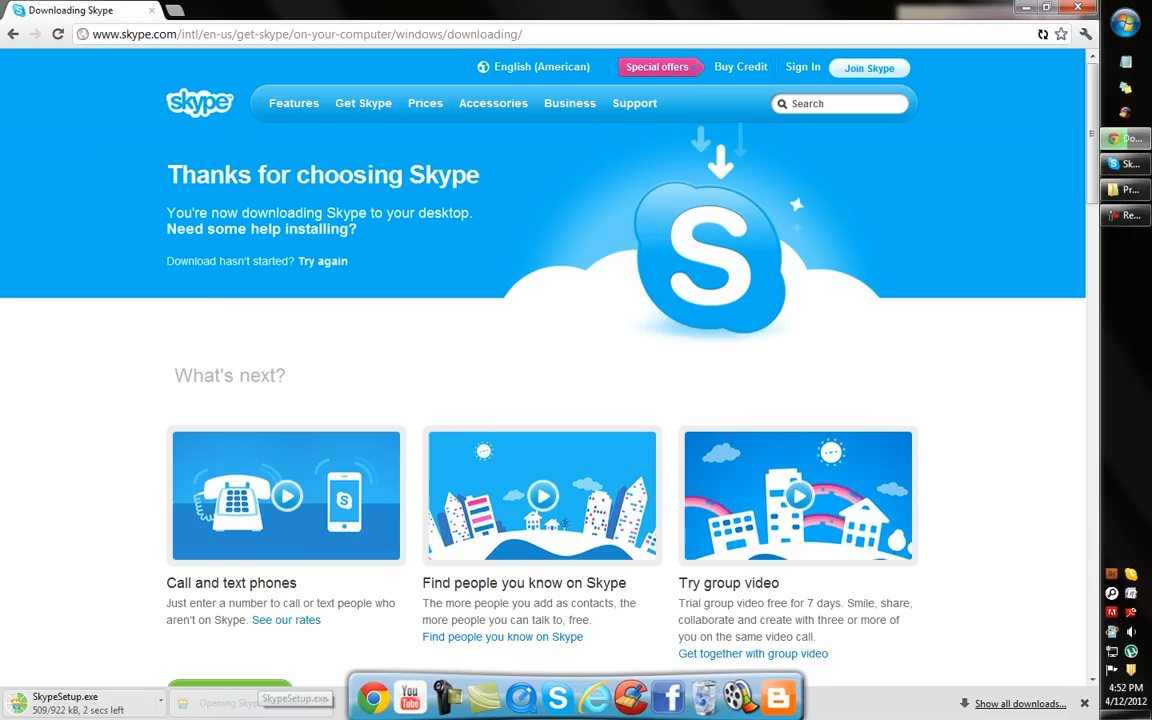 Downloading Skype
www.skype.com/intl/en-us/get-skype/on-your-computer/windows/downloading/
English (American)
Special offers
Buy Credit
Sign In
Join Skype
skype
Features
Get Skype
Prices
Accessories
Business
Support
Search
Thanks for choosing Skype
You're now downloading Skype to your desktop.
Need some help installing?
Download hasn't started? Try again
S
What's next?
Call and text phones
Just enter a number to call or text people who
aren't on Skype. See our rates
Find people you know on Skype
The more people you add as contacts, the
more people you can talk to, free.
Find people you know on Skype
Try group video
Trial group video free for 7 days. Smile, share,
collaborate and create with three or more of
you on the same video call.
Get together with group video
SkypeSetup.exe
509/922 kB, 2 secs left
Opening Skyp
SkypeSetup.exe
You
Tube
Show all downloads...
Do...
Sk...
Pr...
Re...
4:52 PM
4/12/2012